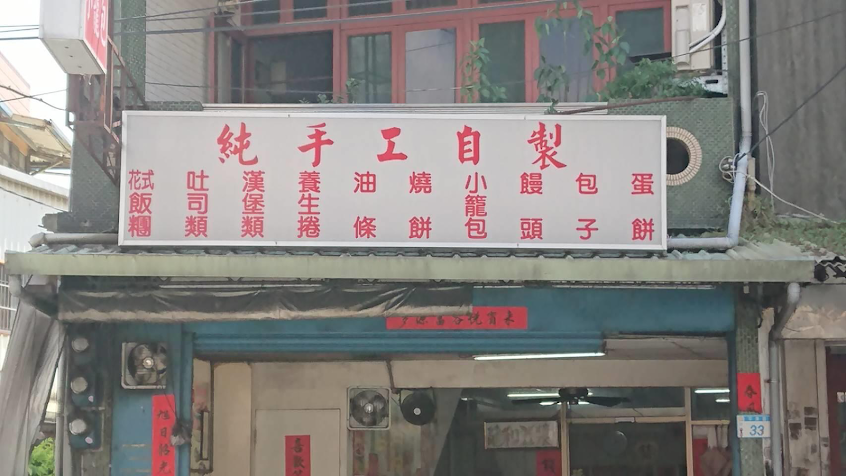 純手工自製
花式飯糰 吐司類 漢堡類 養生捲 油條 燒餅 小籠包 饅頭 包子 蛋餅
33